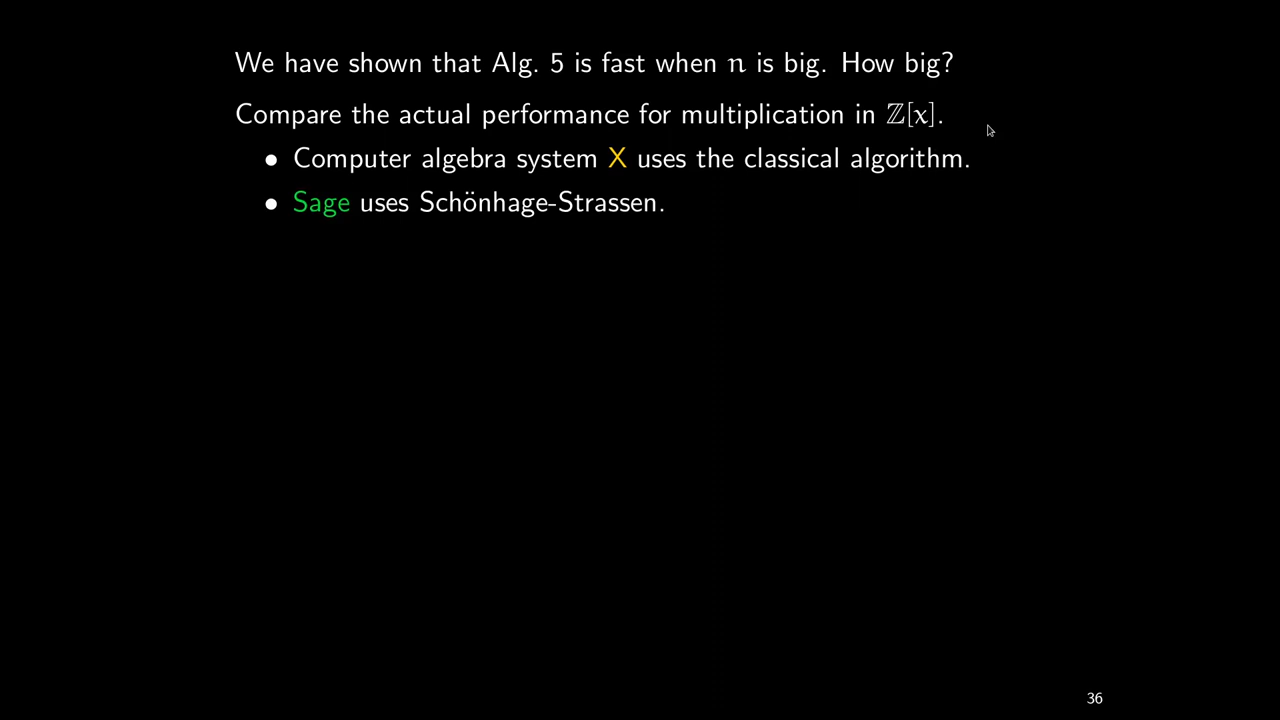 We have shown that Alg. 5 is fast when n is big. How big?
Compare the actual performance for multiplication in ℤ[x].
• Computer algebra system X uses the classical algorithm.
• Sage uses Schönhage-Strassen.
36